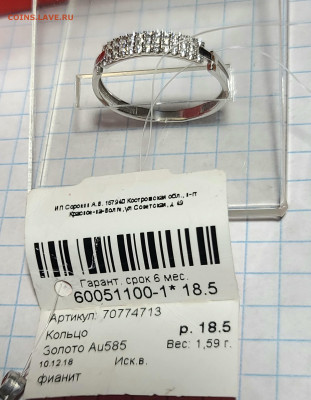 COINS.LAVE.RU
ИП Сорокин А.В. 157940 Костромская обл., п-гт
Красное-на-Волге, ул. Советская, д. 49
Гарант. срок 6 мес.
60051100-1* 18.5
Артикул: 70774713
Кольцо р. 18.5
Золото Au585 Вес: 1,59 г.
10.12.18 Иск.в.
фианит